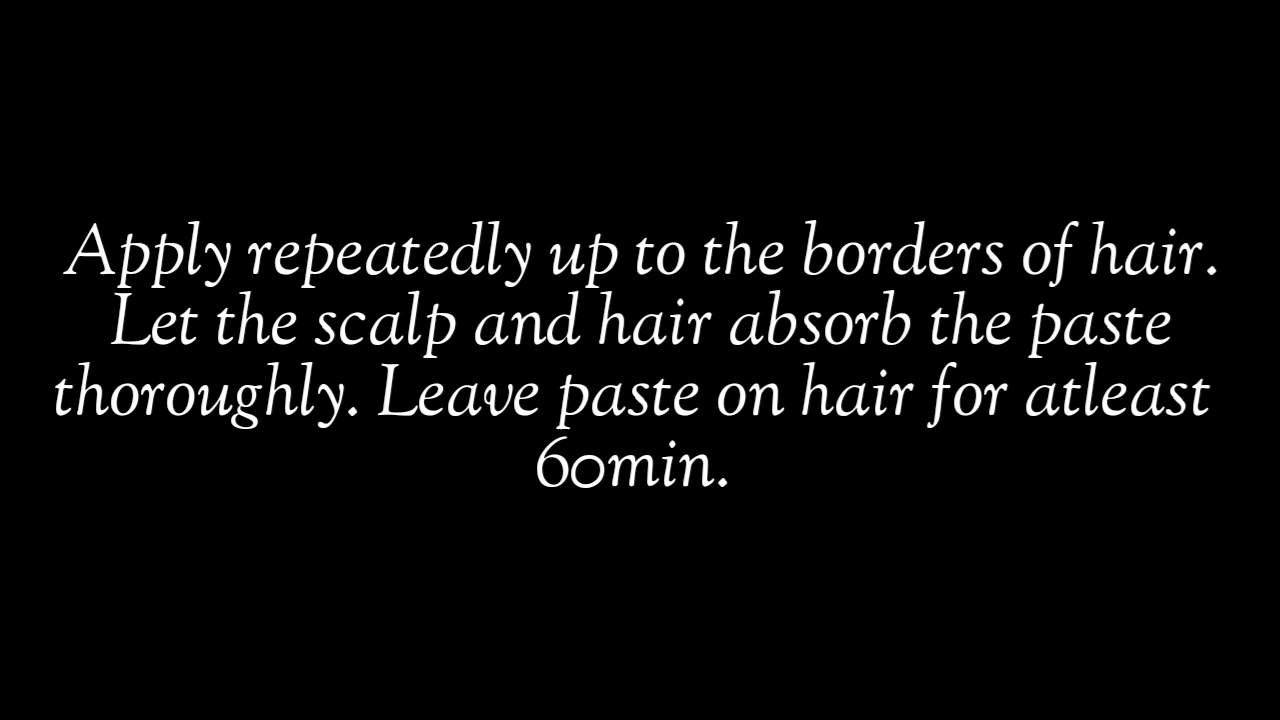 Apply repeatedly up to the borders of hair.
Let the scalp and hair absorb the paste
thoroughly. Leave paste on hair for atleast
60min.